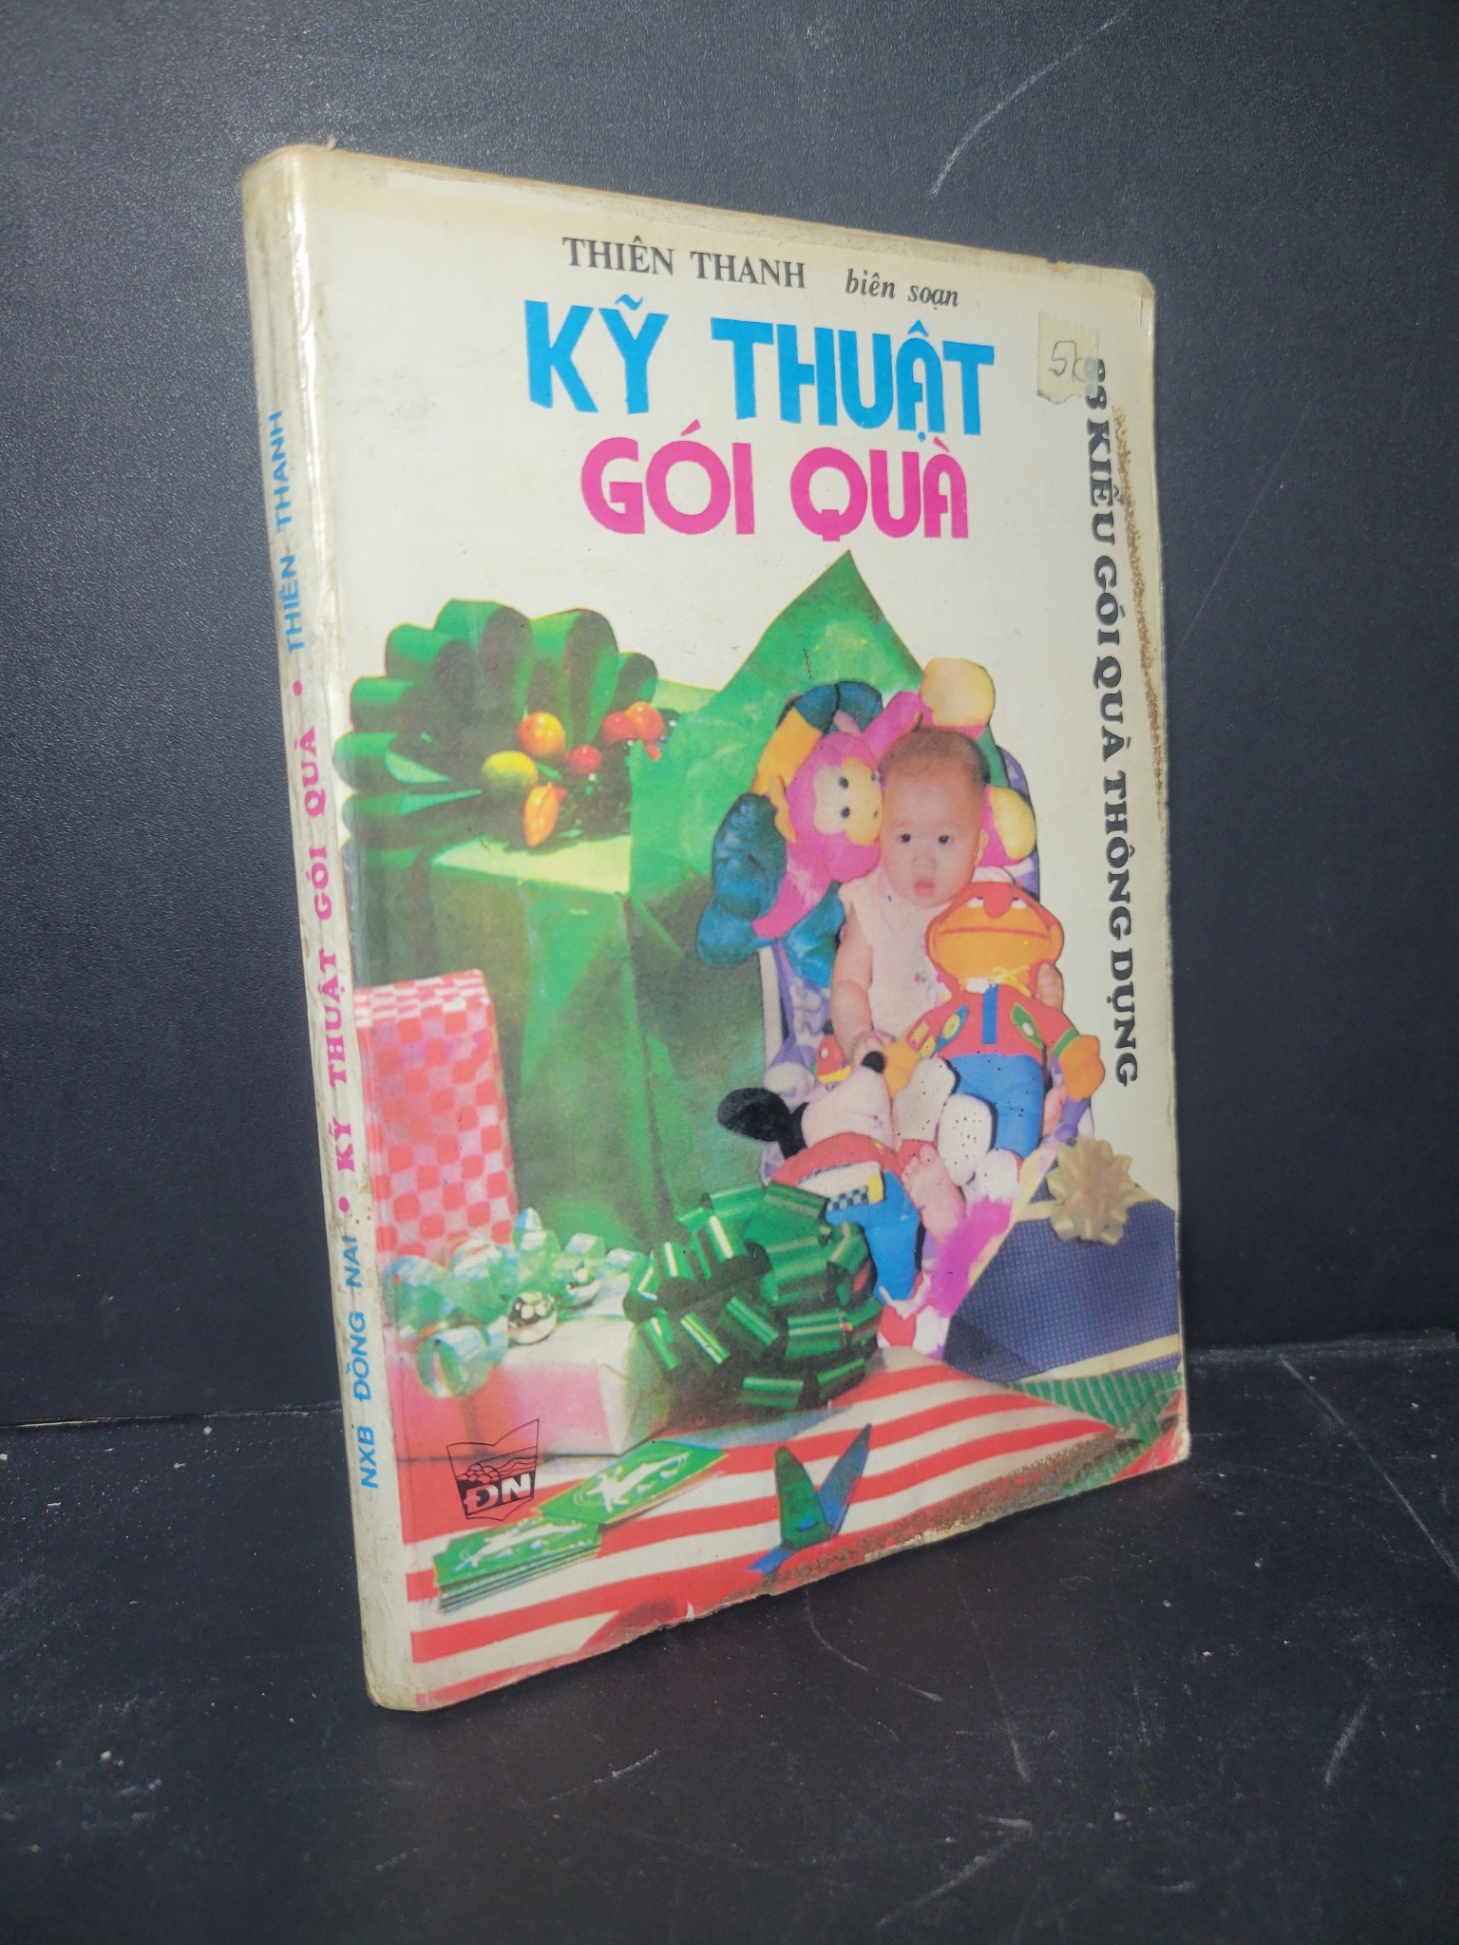 THIÊN THANH biên soạn
KỸ THUẬT
GÓI QUÀ
33 KIỂU GÓI QUÀ THÔNG DỤNG
ĐN
NXB ĐỒNG NAI • KỸ THUẬT GÓI QUÀ • THIÊN THANH